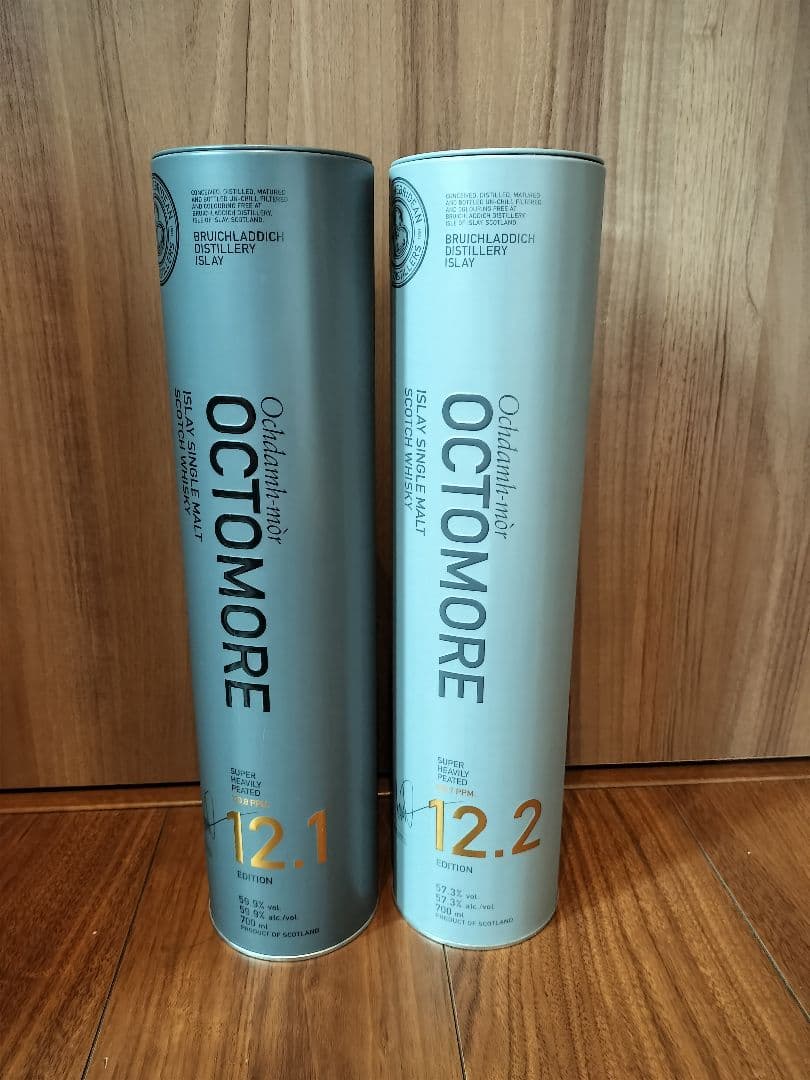 CONCEIVED, DISTILLED, MATURED
AND BOTTLED UN-CHILL FILTERED
AND COLOURING FREE AT
BRUICHLADDICH DISTILLERY,
ISLE OF ISLAY, SCOTLAND.
BRUICHLADDICH
DISTILLERY
ISLAY
Ochdamh-mòr
OCTOMORE
ISLAY SINGLE MALT
SCOTCH WHISKY
SUPER
HEAVILY
PEATED
PPM
12.1
EDITION
59.9% vol.
59.9% alc./vol.
700 ml
PRODUCT OF SCOTLAND
HEBRIDEAN
DISTILLERS
CONCEIVED, DISTILLED, MATURED
AND BOTTLED UN-CHILL FILTERED
AND COLOURING FREE AT
BRUICHLADDICH DISTILLERY,
ISLE OF ISLAY, SCOTLAND.
BRUICHLADDICH
DISTILLERY
ISLAY
Ochdamh-mòr
OCTOMORE
ISLAY SINGLE MALT
SCOTCH WHISKY
SUPER
HEAVILY
PEATED
PPM
12.2
EDITION
57.3% vol.
57.3% alc./vol.
700 ml
PRODUCT OF SCOTLAND